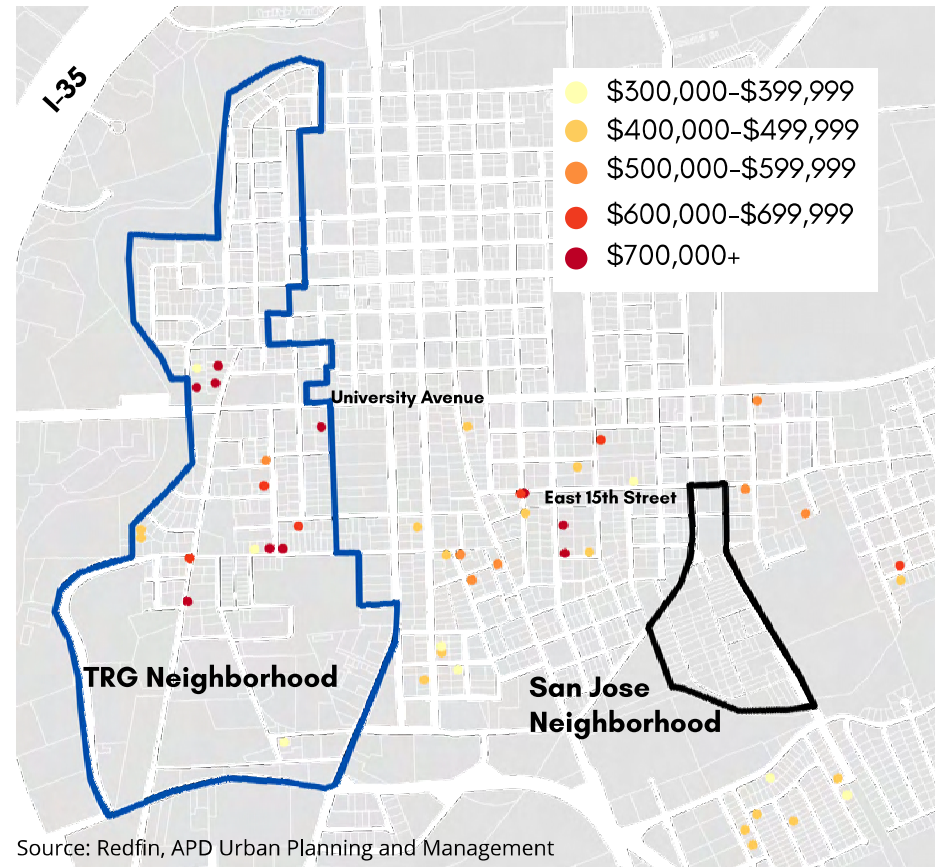 I-35
$300,000–$399,999
$400,000–$499,999
$500,000–$599,999
$600,000–$699,999
$700,000+
University Avenue
East 15th Street
TRG Neighborhood
San Jose
Neighborhood
Source: Redfin, APD Urban Planning and Management